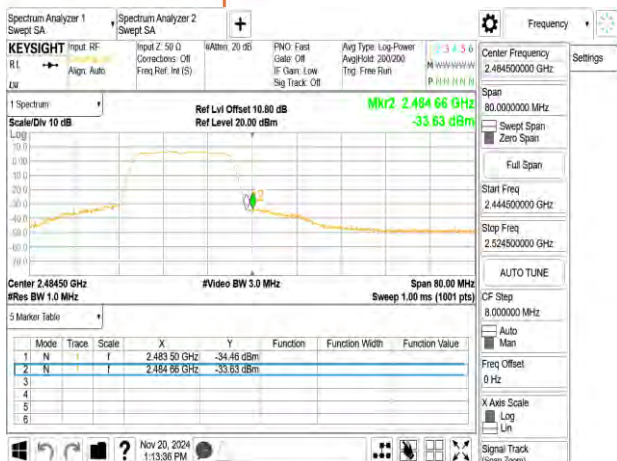 Spectrum Analyzer 1
Swept SA
Spectrum Analyzer 2
Swept SA
+
Frequency
KEYSIGHT
Input: RF
Input Z: 50 Ω
#Atten: 20 dB
PNO: Fast
Avg Type: Log-Power
RL
Align: Auto
Corrections: Off
Freq Ref: Int (S)
Gate: Off
IF Gain: Low
Sig Track: Off
Avg|Hold: 200/200
Trig: Free Run
3 4 5 6
M W W W W W
P N N N N N
1 Spectrum
Scale/Div 10 dB
Ref Lvl Offset 10.80 dB
Ref Level 20.00 dBm
Mkr2 2.484 66 GHz
-33.63 dBm
Log
2
Center 2.48450 GHz
#Res BW 1.0 MHz
#Video BW 3.0 MHz
Span 80.00 MHz
Sweep 1.00 ms (1001 pts)
5 Marker Table
Mode Trace Scale X Y Function Function Width Function Value
1 N 1 f 2.483 50 GHz -34.46 dBm
2 N 1 f 2.484 66 GHz -33.63 dBm
3
4
5
6
Nov 20, 2024
1:13:36 PM
Center Frequency
2.484500000 GHz
Settings
Span
80.0000000 MHz
Swept Span
Zero Span
Full Span
Start Freq
2.444500000 GHz
Stop Freq
2.524500000 GHz
AUTO TUNE
CF Step
8.000000 MHz
Auto
Man
Freq Offset
0 Hz
X Axis Scale
Log
Lin
Signal Track
(Span Zoom)